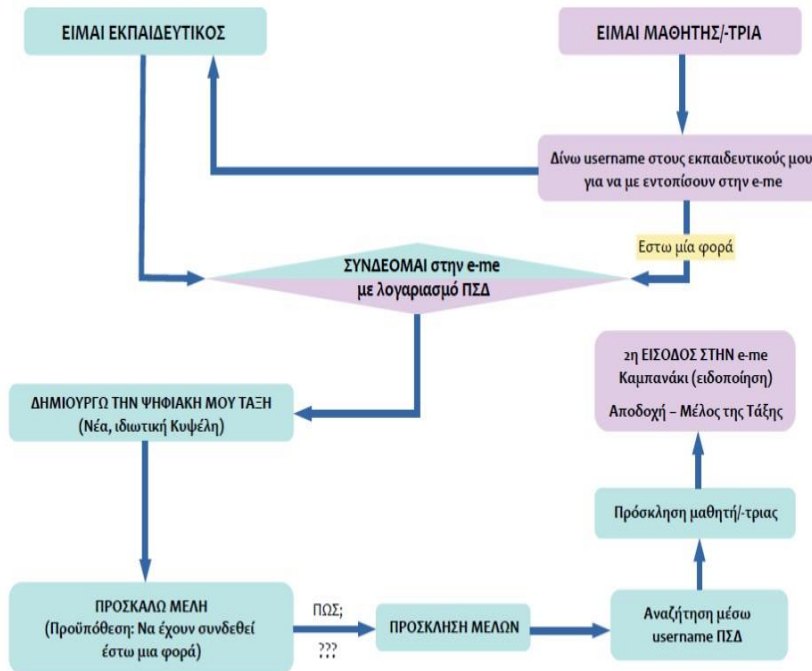 ΕΙΜΑΙ ΕΚΠΑΙΔΕΥΤΙΚΟΣ
ΕΙΜΑΙ ΜΑΘΗΤΗΣ/-ΤΡΙΑ
Δίνω username στους εκπαιδευτικούς μου
για να με εντοπίσουν στην e-me
Εστω μία φορά
ΣΥΝΔΕΟΜΑΙ στην e-me
με λογαριασμό ΠΣΔ
ΔΗΜΙΟΥΡΓΩ ΤΗΝ ΨΗΦΙΑΚΗ ΜΟΥ ΤΑΞΗ
(Νέα, ιδιωτική Κυψέλη)
2η ΕΙΣΟΔΟΣ ΣΤΗΝ e-me
Καμπανάκι (ειδοποίηση)
Αποδοχή – Μέλος της Τάξης
Πρόσκληση μαθητή/-τριας
ΠΡΟΣΚΑΛΩ ΜΕΛΗ
(Προϋπόθεση: Να έχουν συνδεθεί
έστω μια φορά)
ΠΩΣ;
???
ΠΡΟΣΚΛΗΣΗ ΜΕΛΩΝ
Αναζήτηση μέσω
username ΠΣΔ